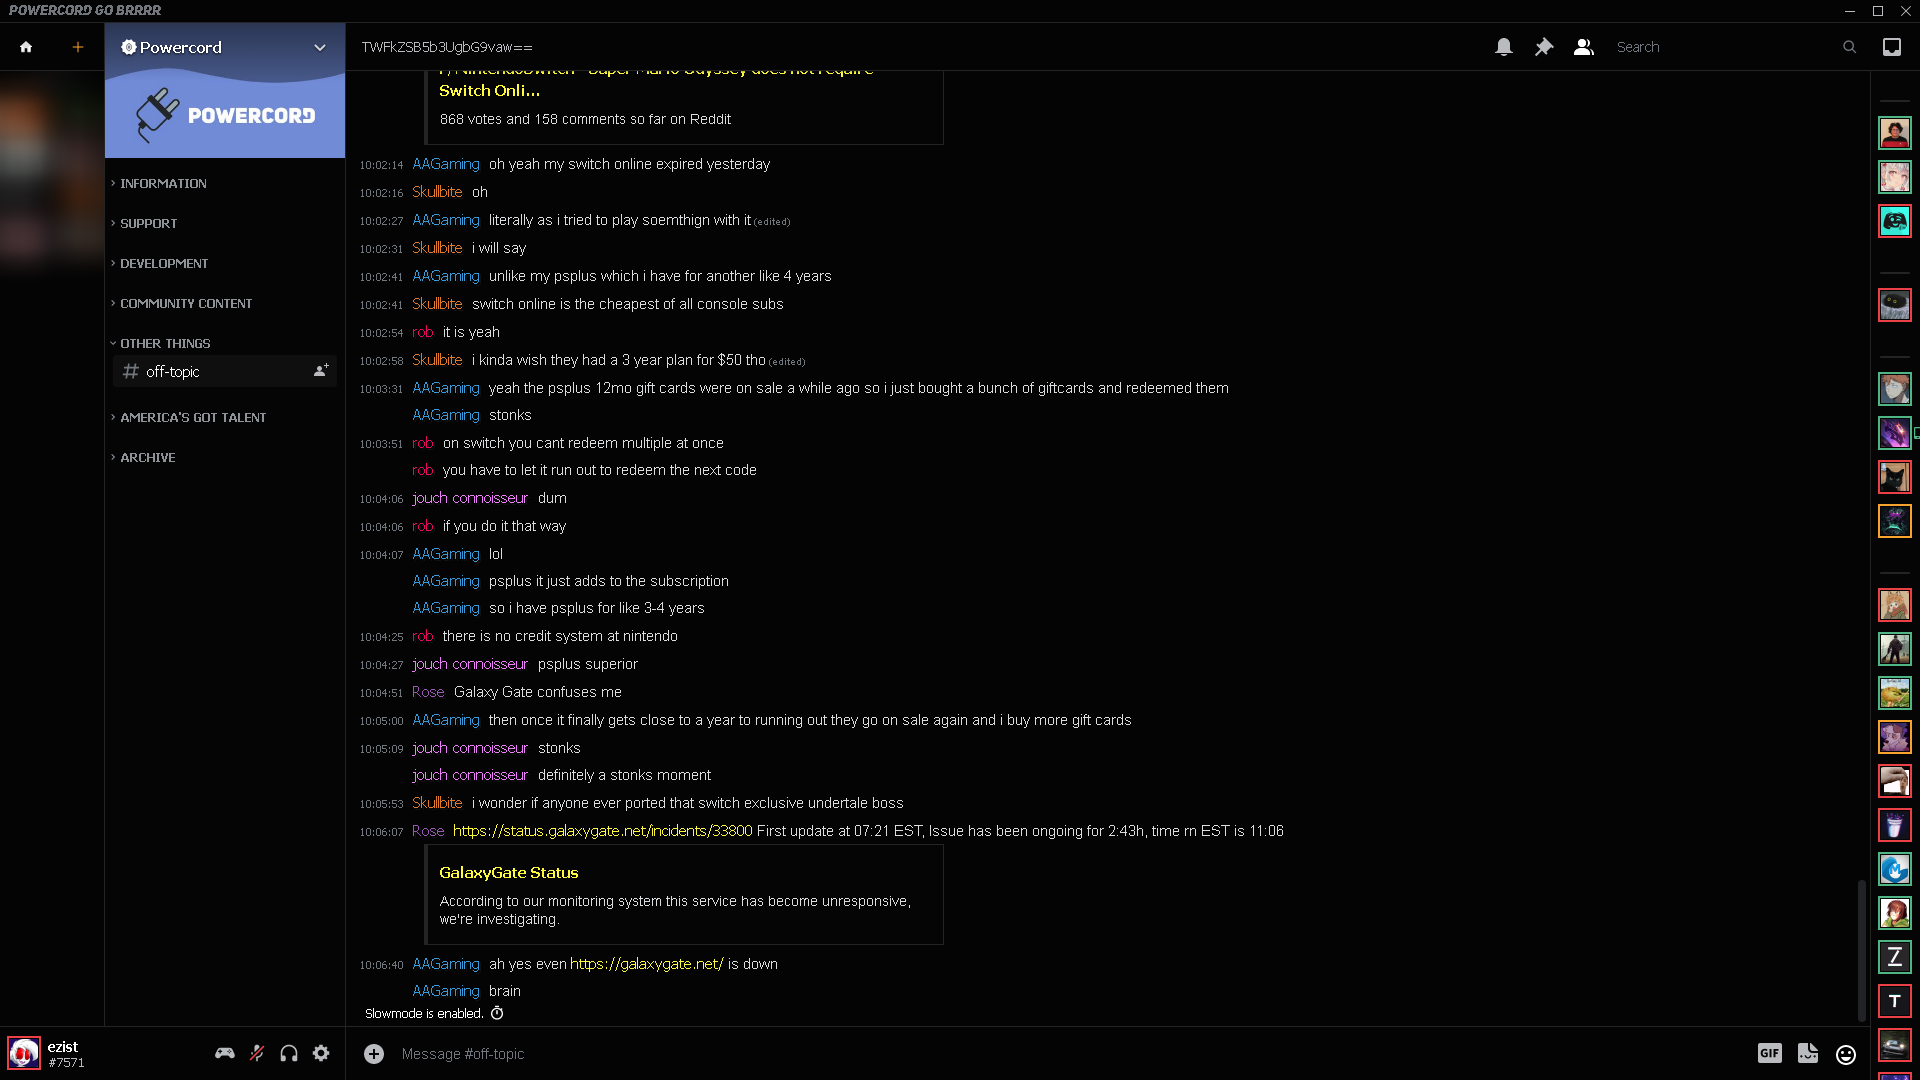 POWERCORD GO BRRRR
Powercord
POWERCORD
INFORMATION
SUPPORT
DEVELOPMENT
COMMUNITY CONTENT
OTHER THINGS
off-topic
AMERICA'S GOT TALENT
ARCHIVE
ezist
#7571
TWFkZSB5b3UgbG9vaw==
Search
r/NintendoSwitch - Super Mario Odyssey does not require
Switch Onli...
868 votes and 158 comments so far on Reddit
10:02:14 AAGaming oh yeah my switch online expired yesterday
10:02:16 Skullbite oh
10:02:27 AAGaming literally as i tried to play soemthign with it (edited)
10:02:31 Skullbite i will say
10:02:41 AAGaming unlike my psplus which i have for another like 4 years
10:02:41 Skullbite switch online is the cheapest of all console subs
10:02:54 rob it is yeah
10:02:58 Skullbite i kinda wish they had a 3 year plan for $50 tho (edited)
10:03:31 AAGaming yeah the psplus 12mo gift cards were on sale a while ago so i just bought a bunch of giftcards and redeemed them
AAGaming stonks
10:03:51 rob on switch you cant redeem multiple at once
rob you have to let it run out to redeem the next code
10:04:06 jouch connoisseur dum
10:04:06 rob if you do it that way
10:04:07 AAGaming lol
AAGaming psplus it just adds to the subscription
AAGaming so i have psplus for like 3-4 years
10:04:25 rob there is no credit system at nintendo
10:04:27 jouch connoisseur psplus superior
10:04:51 Rose Galaxy Gate confuses me
10:05:00 AAGaming then once it finally gets close to a year to running out they go on sale again and i buy more gift cards
10:05:09 jouch connoisseur stonks
jouch connoisseur definitely a stonks moment
10:05:53 Skullbite i wonder if anyone ever ported that switch exclusive undertale boss
10:06:07 Rose https://status.galaxygate.net/incidents/33800 First update at 07:21 EST, Issue has been ongoing for 2:43h, time rn EST is 11:06
GalaxyGate Status
According to our monitoring system this service has become unresponsive,
we're investigating.
10:06:40 AAGaming ah yes even https://galaxygate.net/ is down
AAGaming brain
Slowmode is enabled.
Message #off-topic
GIF
Z
T